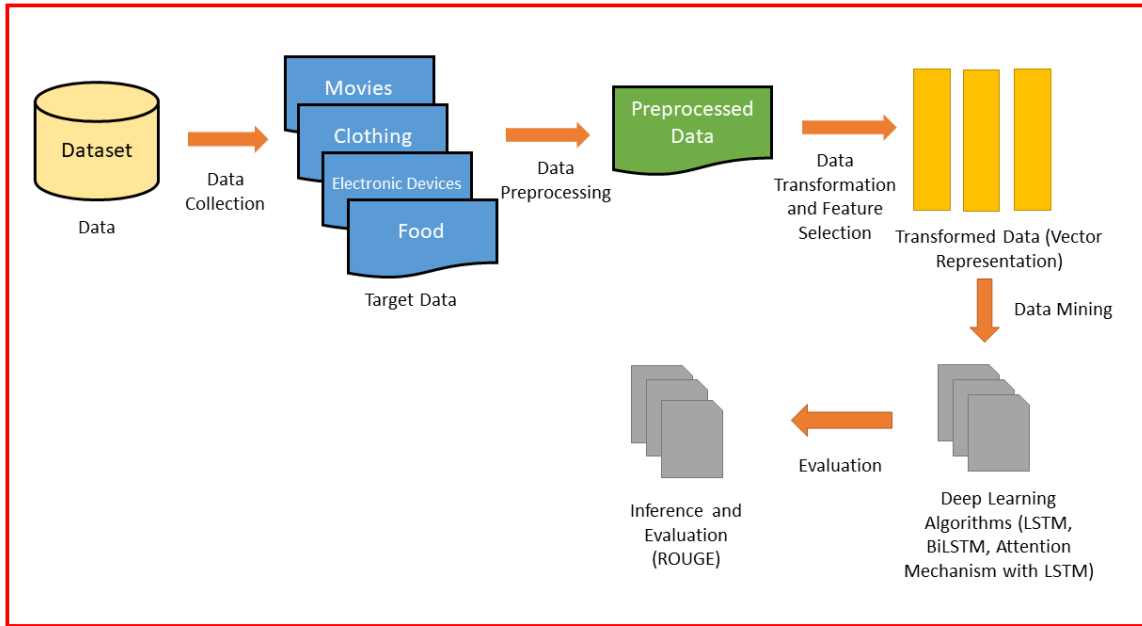 Dataset
Data
Data
Collection
Movies
Clothing
Electronic Devices
Food
Target Data
Data
Preprocessing
Preprocessed
Data
Data
Transformation
and Feature
Selection
Transformed Data (Vector
Representation)
Data Mining
Deep Learning
Algorithms (LSTM,
BiLSTM, Attention
Mechanism with LSTM)
Evaluation
Inference and
Evaluation
(ROUGE)